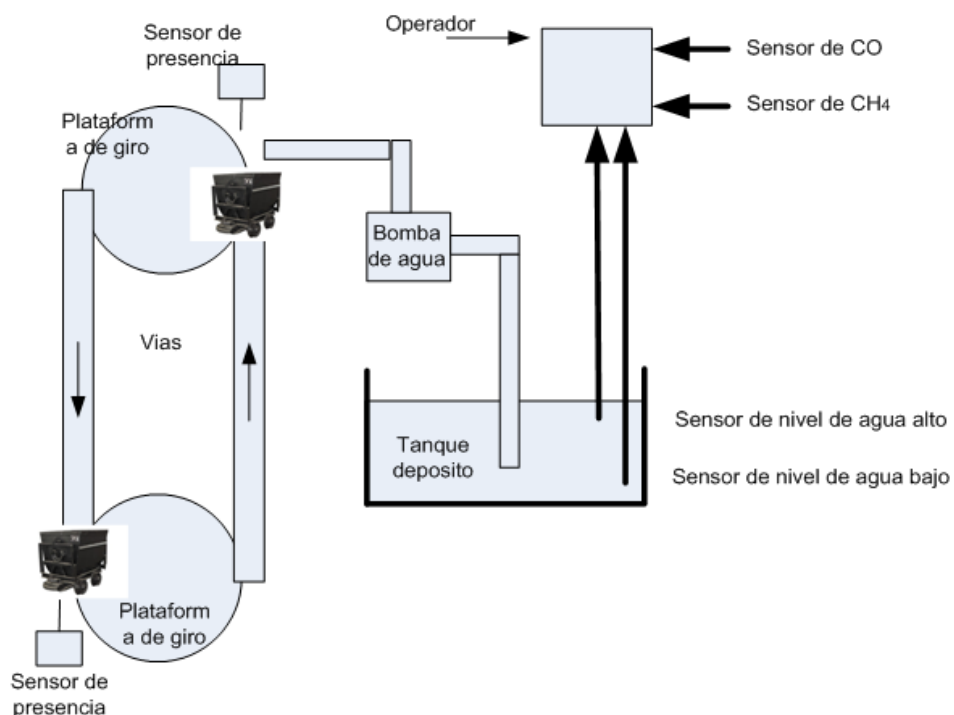 Sensor de
presencia
Operador
Sensor de CO
Sensor de CH4
Plataform
a de giro
Bomba
de agua
Vias
Tanque
deposito
Sensor de nivel de agua alto
Sensor de nivel de agua bajo
Plataform
a de giro
Sensor de
presencia